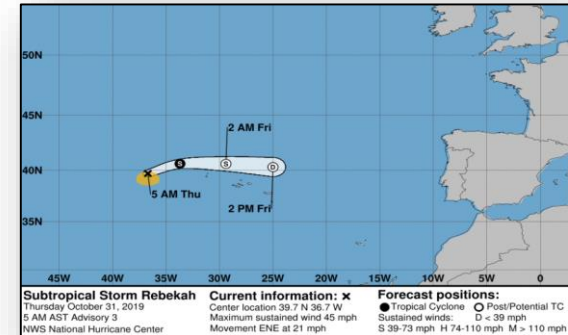 50N
45N
2 AM Fri
40N
S
S
D
5 AM Thu
2 PM Fri
35N
45W 40W 35W 30W 25W 20W 15W 10W 5W 0
Subtropical Storm Rebekah
Thursday October 31, 2019
5 AM AST Advisory 3
NWS National Hurricane Center
Current information: x
Center location 39.7 N 36.7 W
Maximum sustained wind 45 mph
Movement ENE at 21 mph
Forecast positions:
Tropical Cyclone Post/Potential TC
Sustained winds: D < 39 mph
S 39-73 mph H 74-110 mph M > 110 mph